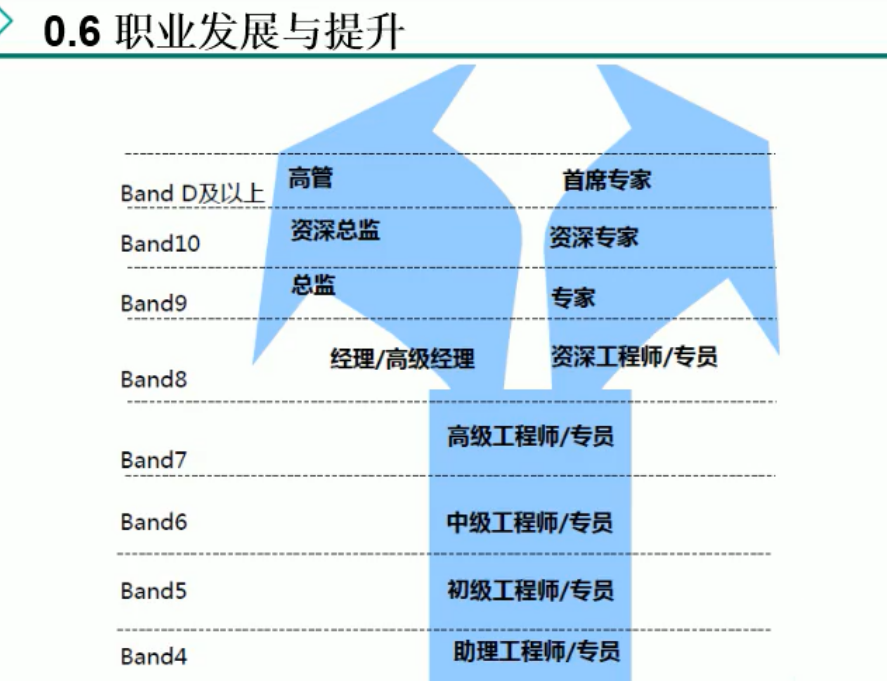 0.6 职业发展与提升
高管
首席专家
Band D及以上
资深总监
资深专家
Band10
总监
专家
Band9
经理/高级经理
资深工程师/专员
Band8
高级工程师/专员
Band7
中级工程师/专员
Band6
初级工程师/专员
Band5
助理工程师/专员
Band4